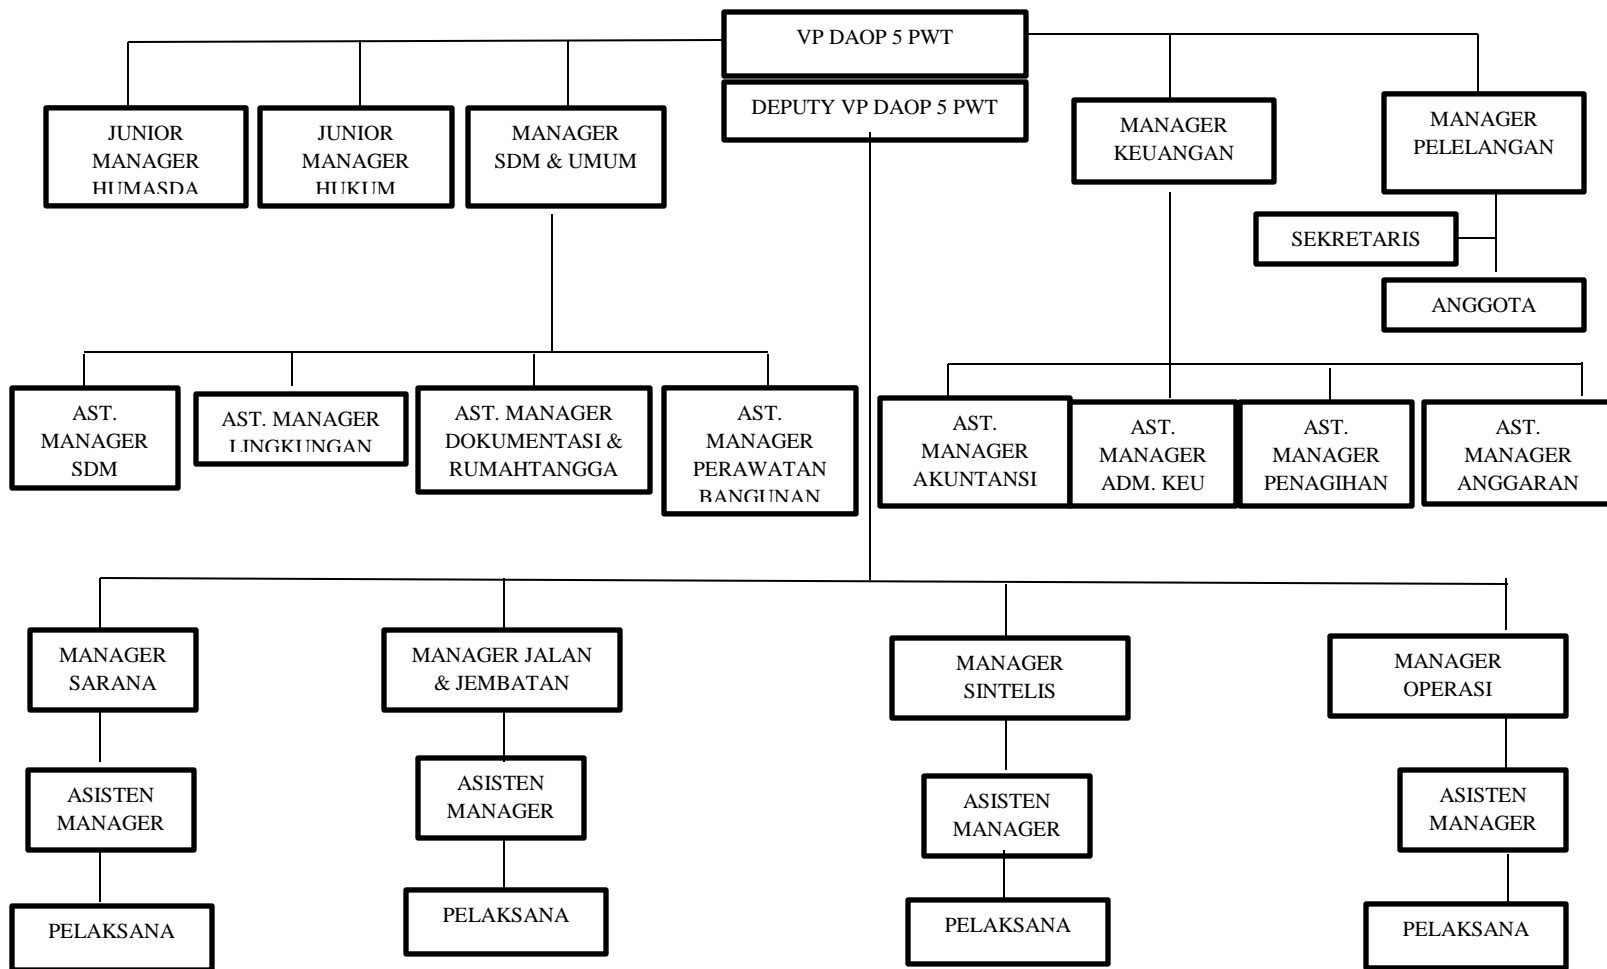 VP DAOP 5 PWT
DEPUTY VP DAOP 5 PWT
JUNIOR
MANAGER
HUMASDA
JUNIOR
MANAGER
HUKUM
MANAGER
SDM & UMUM
MANAGER
KEUANGAN
MANAGER
PELELANGAN
SEKRETARIS
ANGGOTA
AST.
MANAGER
SDM
AST. MANAGER
LINGKUNGAN
AST. MANAGER
DOKUMENTASI &
RUMAHTANGGA
AST.
MANAGER
PERAWATAN
BANGUNAN
AST.
MANAGER
AKUNTANSI
AST.
MANAGER
ADM. KEU
AST.
MANAGER
PENAGIHAN
AST.
MANAGER
ANGGARAN
MANAGER
SARANA
MANAGER JALAN
& JEMBATAN
MANAGER
SINTELIS
MANAGER
OPERASI
ASISTEN
MANAGER
ASISTEN
MANAGER
ASISTEN
MANAGER
ASISTEN
MANAGER
PELAKSANA
PELAKSANA
PELAKSANA
PELAKSANA